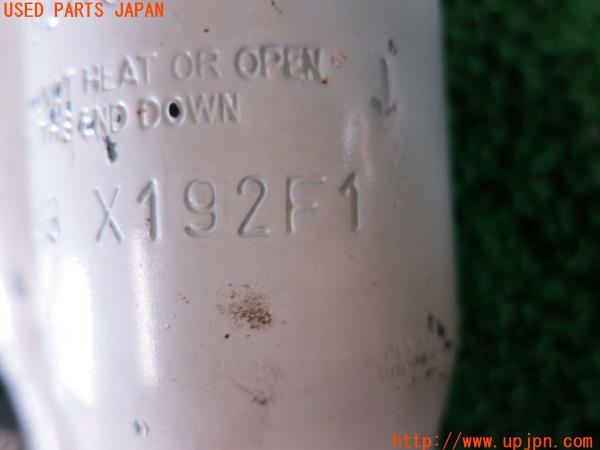 USED PARTS JAPAN
HEAT OR OPEN
END DOWN
X192F1
http://www.upjpn.com/